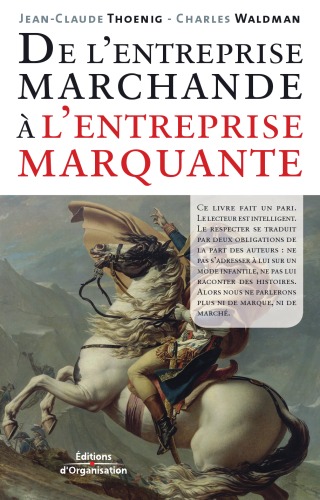 JEAN-CLAUDE THOENIG - CHARLES WALDMAN
DE L'ENTREPRISE
MARCHANDE
À L'ENTREPRISE
MARQUANTE
CE LIVRE FAIT UN PARI.
LE LECTEUR EST INTELLIGENT.
LE RESPECTER SE TRADUIT
PAR DEUX OBLIGATIONS DE
LA PART DES AUTEURS : NE
PAS S'ADRESSER À LUI SUR UN
MODE INFANTILE, NE PAS LUI
RACONTER DES HISTOIRES.
ALORS NOUS NE PARLERONS
PLUS NI DE MARQUE, NI DE
MARCHÉ.
Éditions
d'Organisation